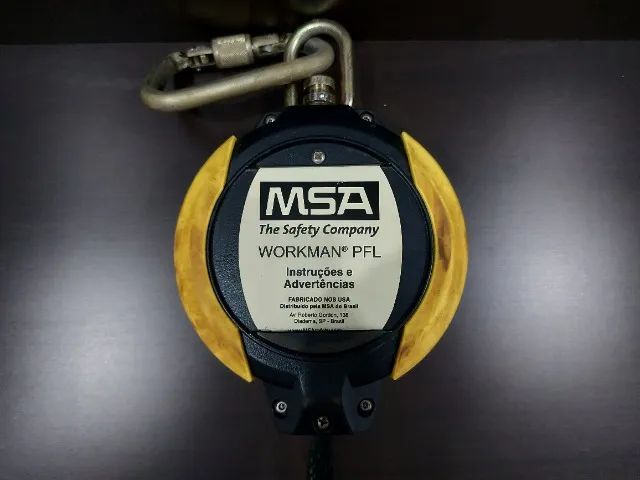 MSA
The Safety Company
WORKMAN® PFL
Instruções e
Advertências
FABRICADO NOS USA
Distribuido pela MSA do Brasil
Av. Roberto Gordon, 138
Diadema, SP - Brasil